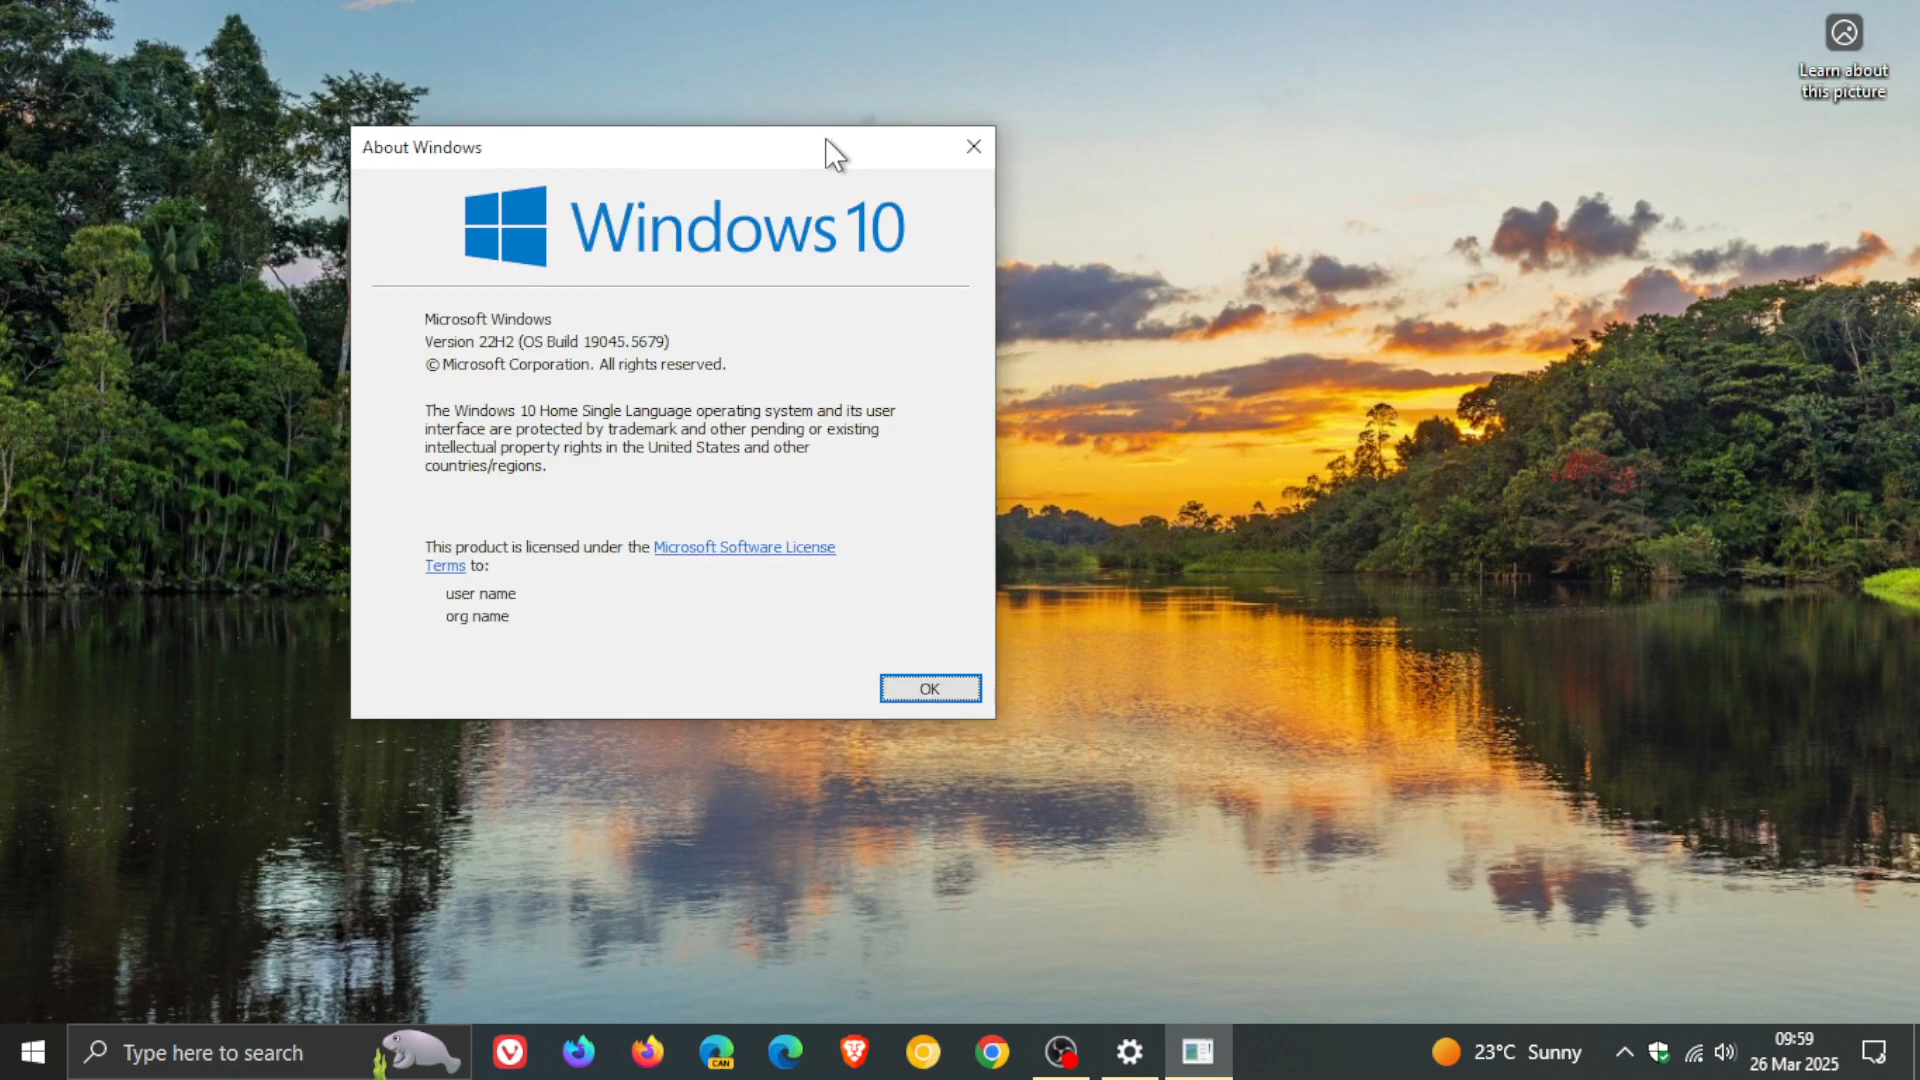 Learn about
this picture
About Windows
Windows 10
Microsoft Windows
Version 22H2 (OS Build 19045.5679)
© Microsoft Corporation. All rights reserved.
The Windows 10 Home Single Language operating system and its user
interface are protected by trademark and other pending or existing
intellectual property rights in the United States and other
countries/regions.
This product is licensed under the Microsoft Software License
Terms to:
user name
org name
OK
Type here to search
CAN
23°C Sunny
09:59
26 Mar 2025